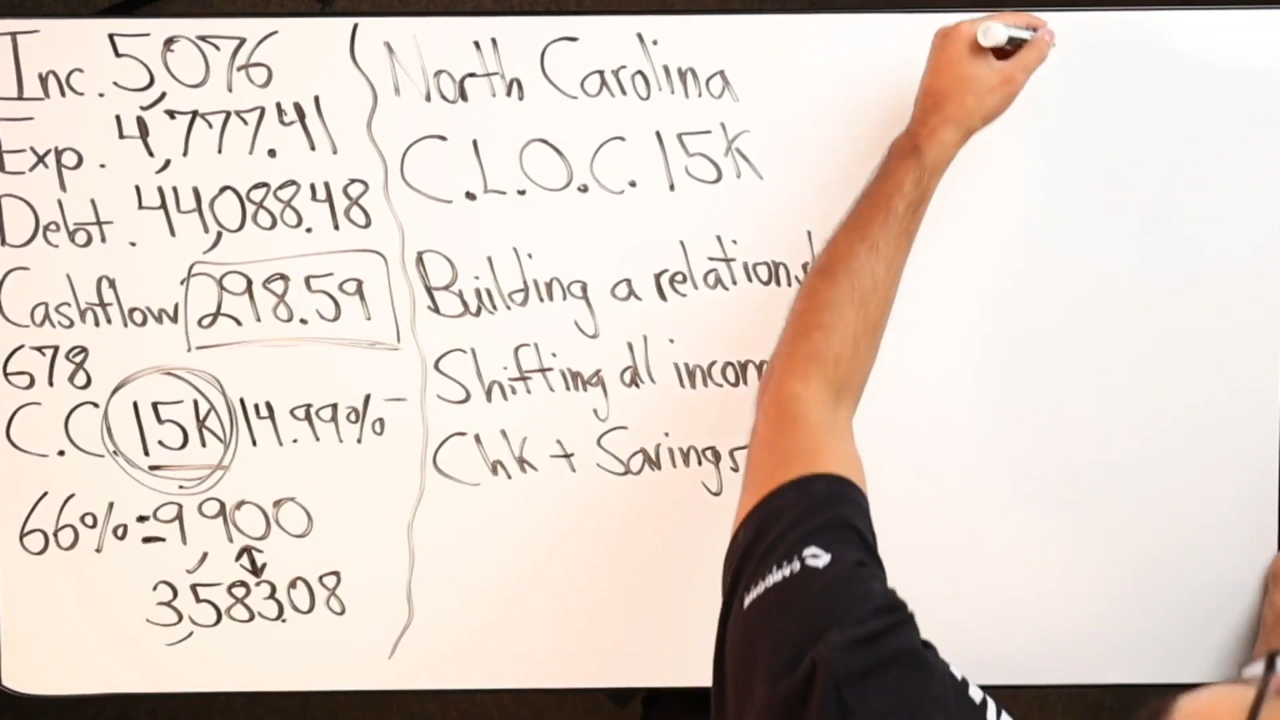 Inc. 5,076
Exp. 4,777.41
Debt. 44,088.48
Cashflow 298.59
678
C.C. 15K 14.99%
66% = 9,900
3,583.08
North Carolina
C.L.O.C. 15K
Building a relations
Shifting all incom
Chk + Savings